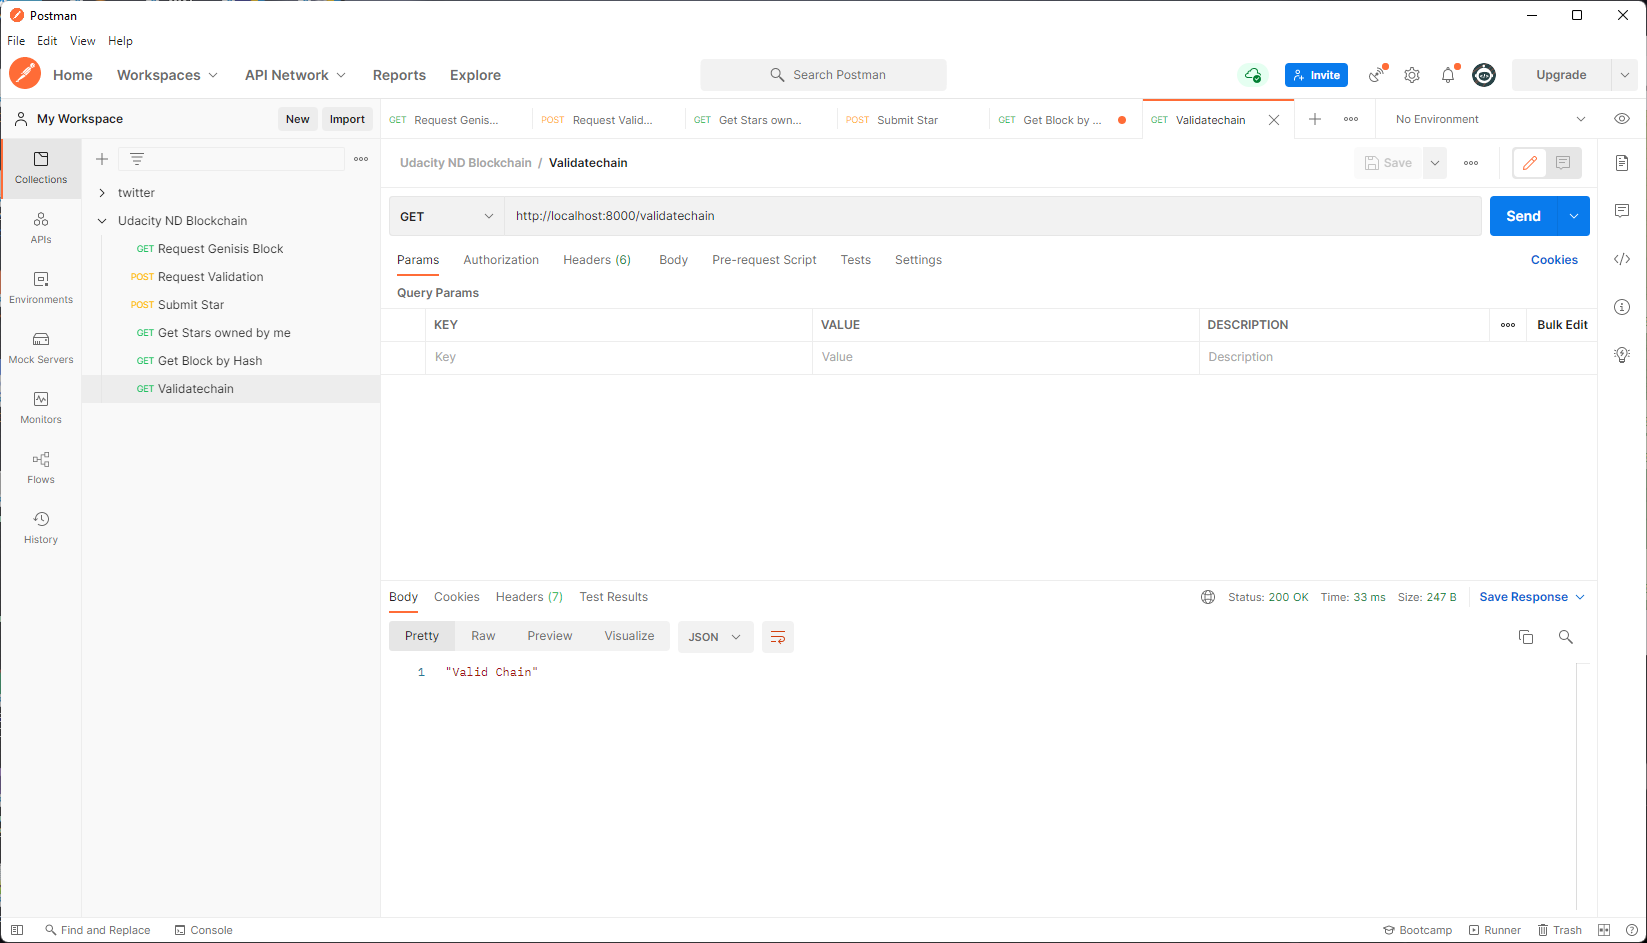 Postman
File Edit View Help
Home Workspaces API Network Reports Explore Search Postman Invite Upgrade
My Workspace New Import
GET Request Genis... POST Request Valid... GET Get Stars own... POST Submit Star GET Get Block by ... GET Validatechain No Environment
Collections
APIs
Environments
Mock Servers
Monitors
Flows
History
twitter
Udacity ND Blockchain
GET Request Genisis Block
POST Request Validation
POST Submit Star
GET Get Stars owned by me
GET Get Block by Hash
GET Validatechain
Udacity ND Blockchain / Validatechain Save
GET http://localhost:8000/validatechain Send
Params Authorization Headers (6) Body Pre-request Script Tests Settings Cookies
Query Params
KEY VALUE DESCRIPTION Bulk Edit
Key Value Description
Body Cookies Headers (7) Test Results Status: 200 OK Time: 33 ms Size: 247 B Save Response
Pretty Raw Preview Visualize JSON
1 "Valid Chain"
Find and Replace Console Bootcamp Runner Trash